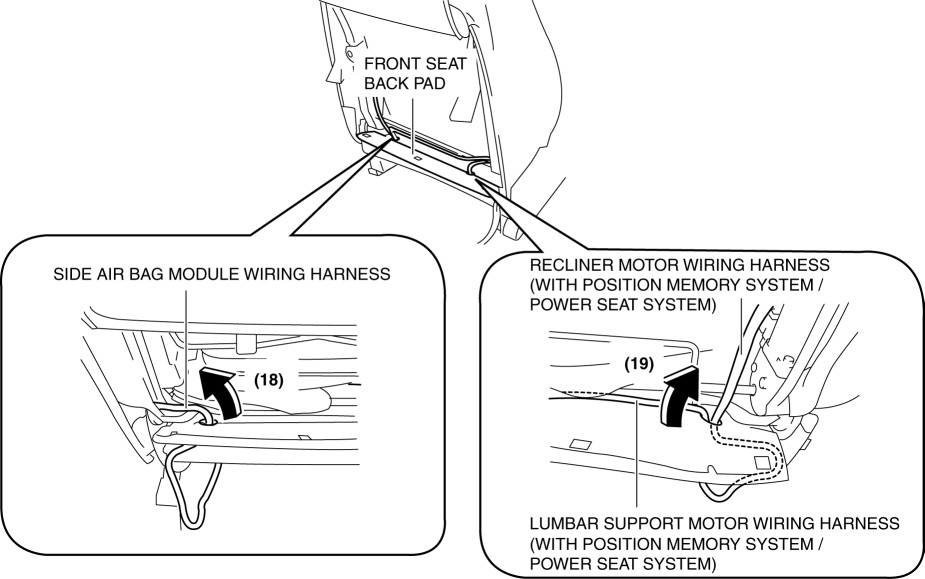 FRONT SEAT
BACK PAD
SIDE AIR BAG MODULE WIRING HARNESS
(18)
RECLINER MOTOR WIRING HARNESS
(WITH POSITION MEMORY SYSTEM /
POWER SEAT SYSTEM)
(19)
LUMBAR SUPPORT MOTOR WIRING HARNESS
(WITH POSITION MEMORY SYSTEM /
POWER SEAT SYSTEM)